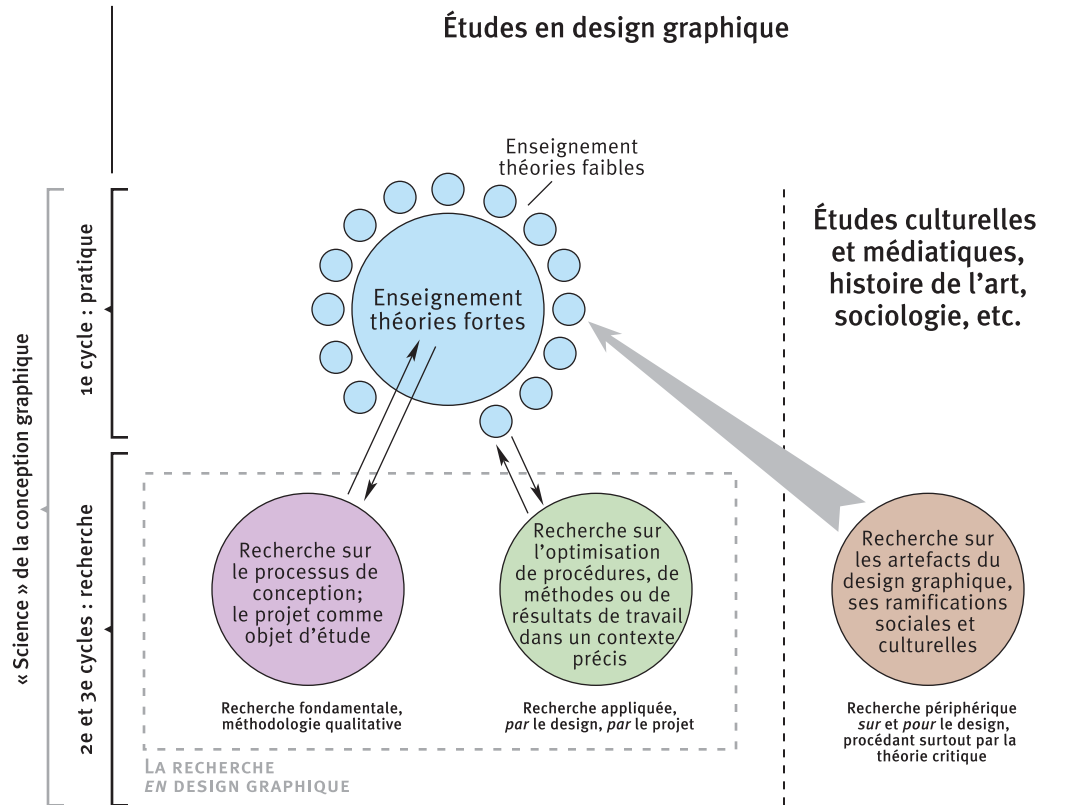 Études en design graphique
Enseignement
théories faibles
Enseignement
théories fortes
Études culturelles
et médiatiques,
histoire de l’art,
sociologie, etc.
« Science » de la conception graphique
1e cycle : pratique
2e et 3e cycles : recherche
Recherche sur
le processus de
conception;
le projet comme
objet d’étude
Recherche fondamentale,
méthodologie qualitative
Recherche sur
l’optimisation
de procédures, de
méthodes ou de
résultats de travail
dans un contexte
précis
Recherche appliquée,
par le design, par le projet
Recherche sur
les artefacts du
design graphique,
ses ramifications
sociales et
culturelles
Recherche périphérique
sur et pour le design,
procédant surtout par la
théorie critique
LA RECHERCHE
EN DESIGN GRAPHIQUE